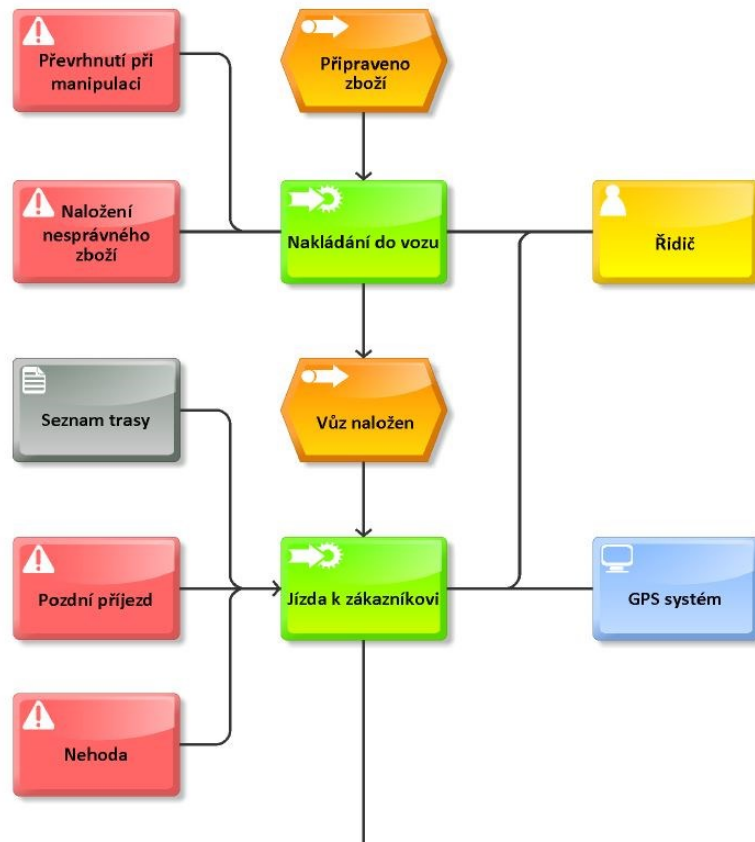 Převrhnutí při
manipulaci
Připraveno
zboží
Naložení
nesprávného
zboží
Nakládání do vozu
Řidič
Seznam trasy
Vůz naložen
Pozdní příjezd
Jízda k zákazníkovi
GPS systém
Nehoda